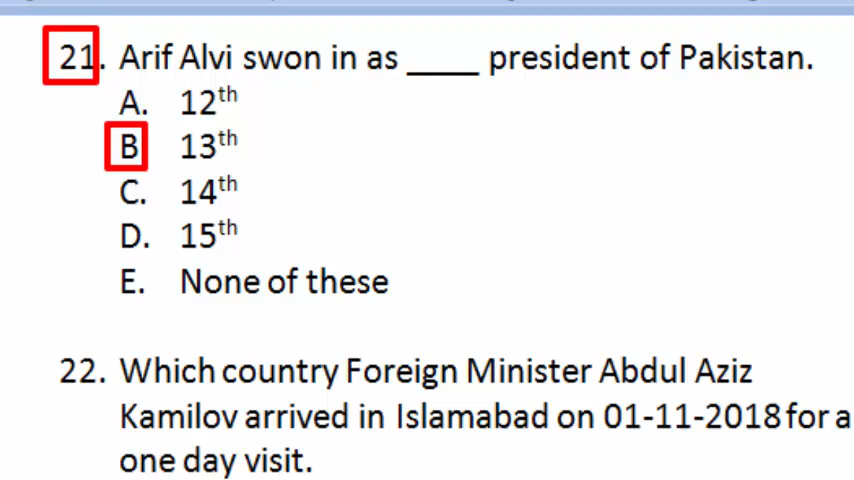 21. Arif Alvi swon in as ____ president of Pakistan.
A. 12th
B 13th
C. 14th
D. 15th
E. None of these
22. Which country Foreign Minister Abdul Aziz
Kamilov arrived in Islamabad on 01-11-2018 for a
one day visit.